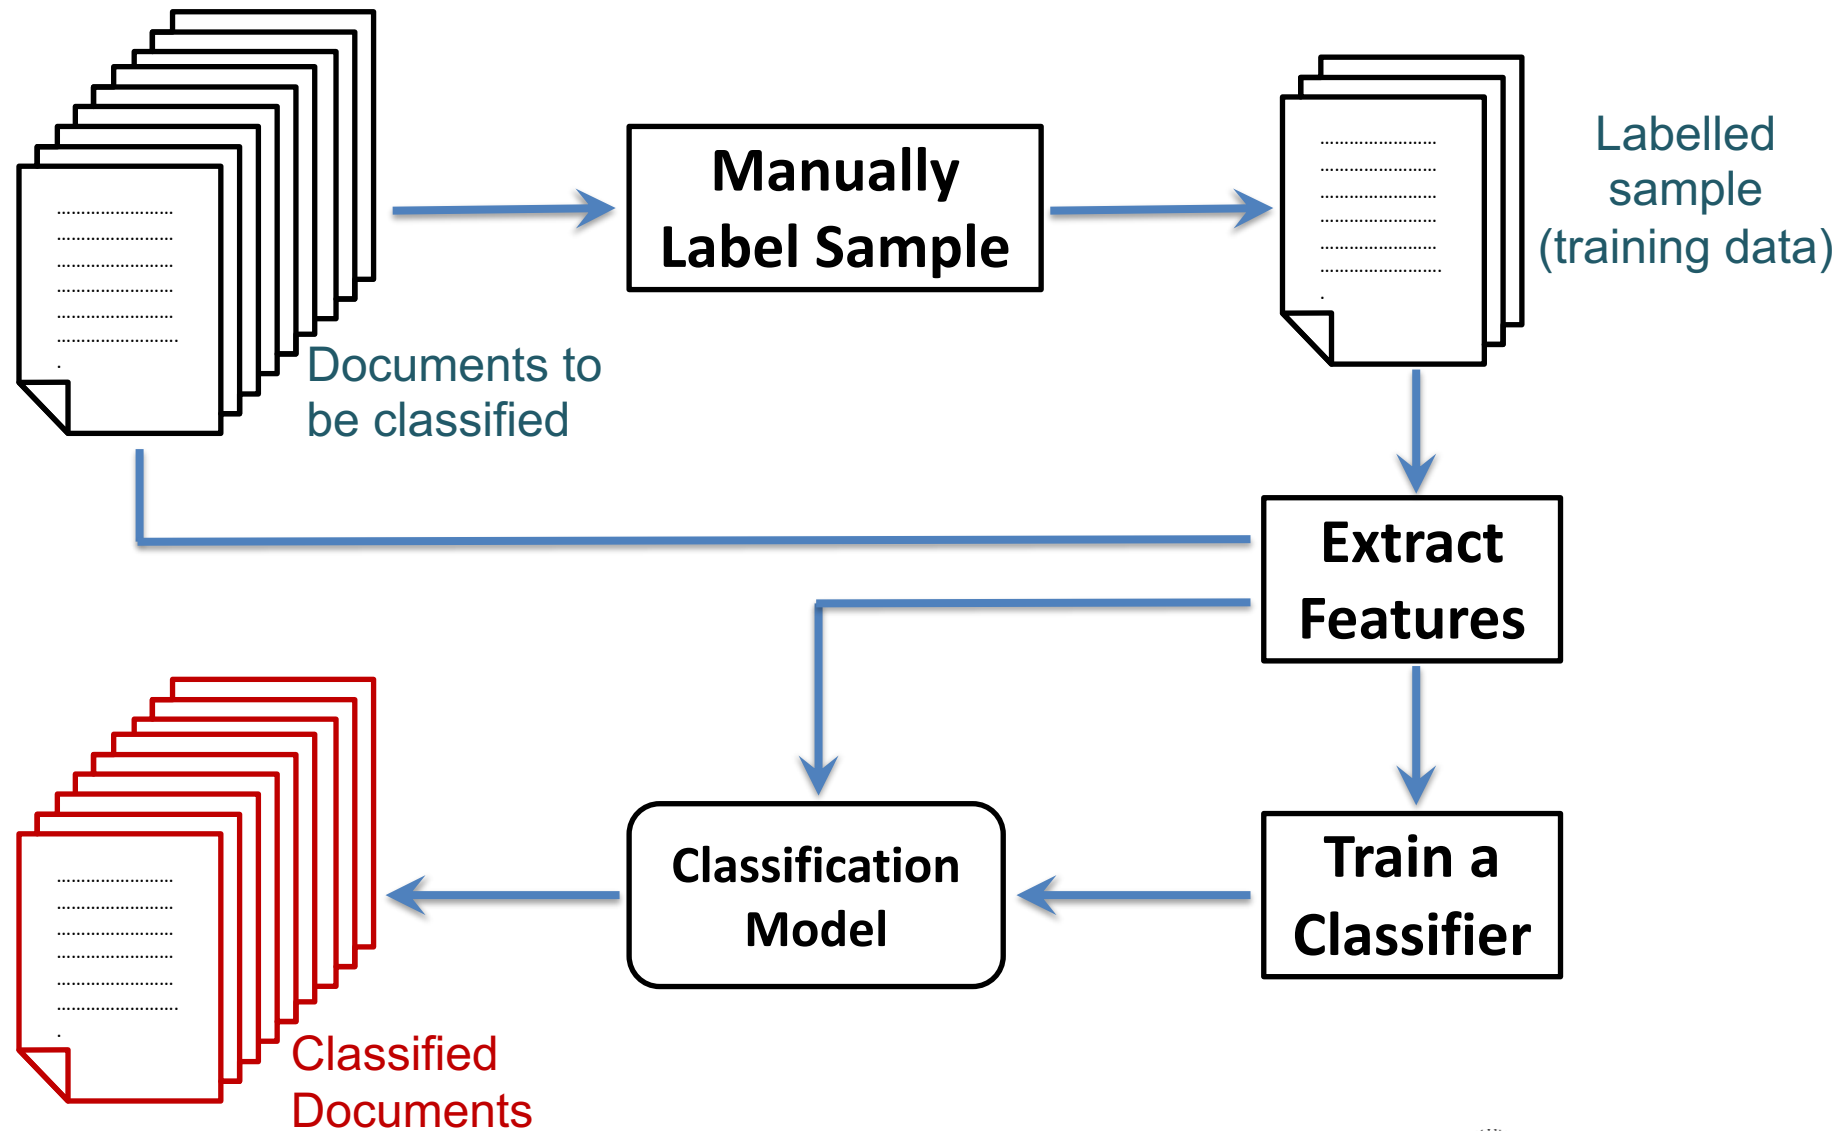 Manually
Label Sample
Labelled
sample
(training data)
Documents to
be classified
Extract
Features
Classification
Model
Train a
Classifier
Classified
Documents